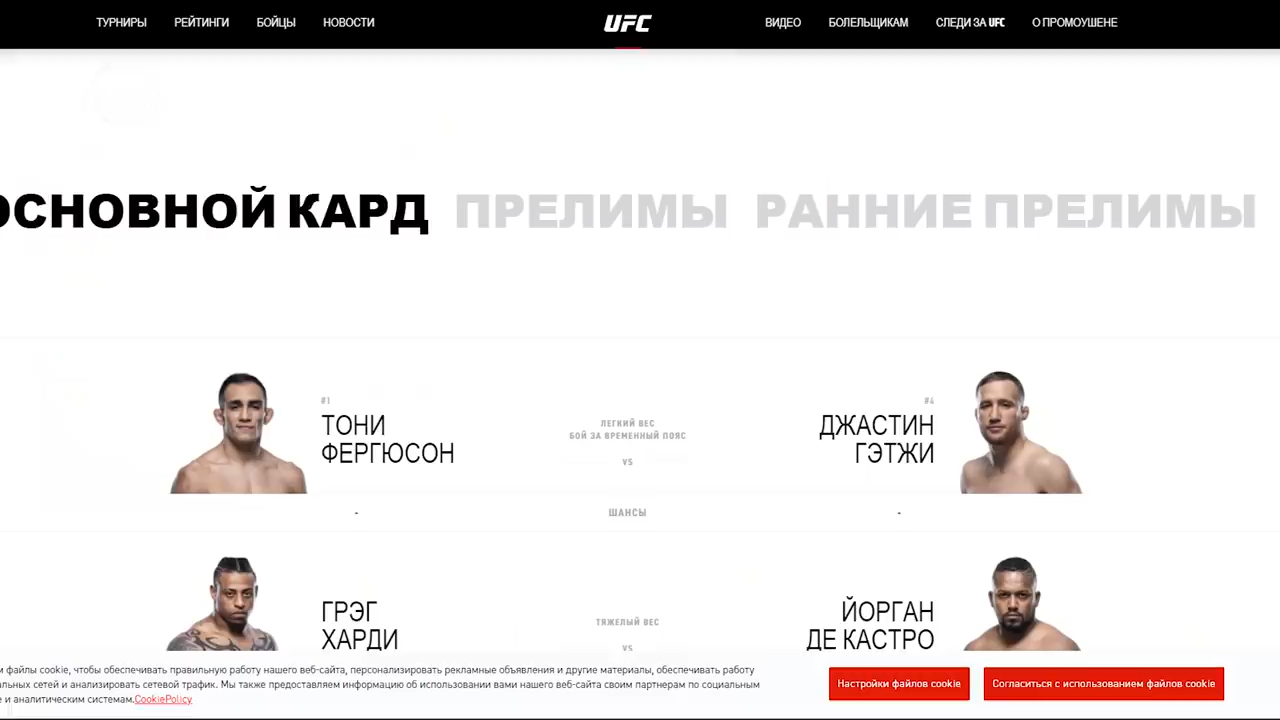 ТУРНИРЫ РЕЙТИНГИ БОЙЦЫ НОВОСТИ UFC ВИДЕО БОЛЕЛЬЩИКАМ СЛЕДИ ЗА UFC О ПРОМОУШЕНЕ
ОСНОВНОЙ КАРД ПРЕЛИМЫ РАННИЕ ПРЕЛИМЫ
#1
ТОНИ
ФЕРГЮСОН
ЛЕГКИЙ ВЕС
БОЙ ЗА ВРЕМЕННЫЙ ПОЯС
VS
#4
ДЖАСТИН
ГЭТЖИ
- ШАНСЫ -
ГРЭГ
ХАРДИ
ТЯЖЕЛЫЙ ВЕС
VS
ЙОРГАН
ДЕ КАСТРО
м файлы cookie, чтобы обеспечивать правильную работу нашего веб-сайта, персонализировать рекламные объявления и другие материалы, обеспечивать работу
альных сетей и анализировать сетевой трафик. Мы также предоставляем информацию об использовании вами нашего веб-сайта своим партнерам по социальным
е и аналитическим системам.CookiePolicy
Настройки файлов cookie
Согласиться с использованием файлов cookie